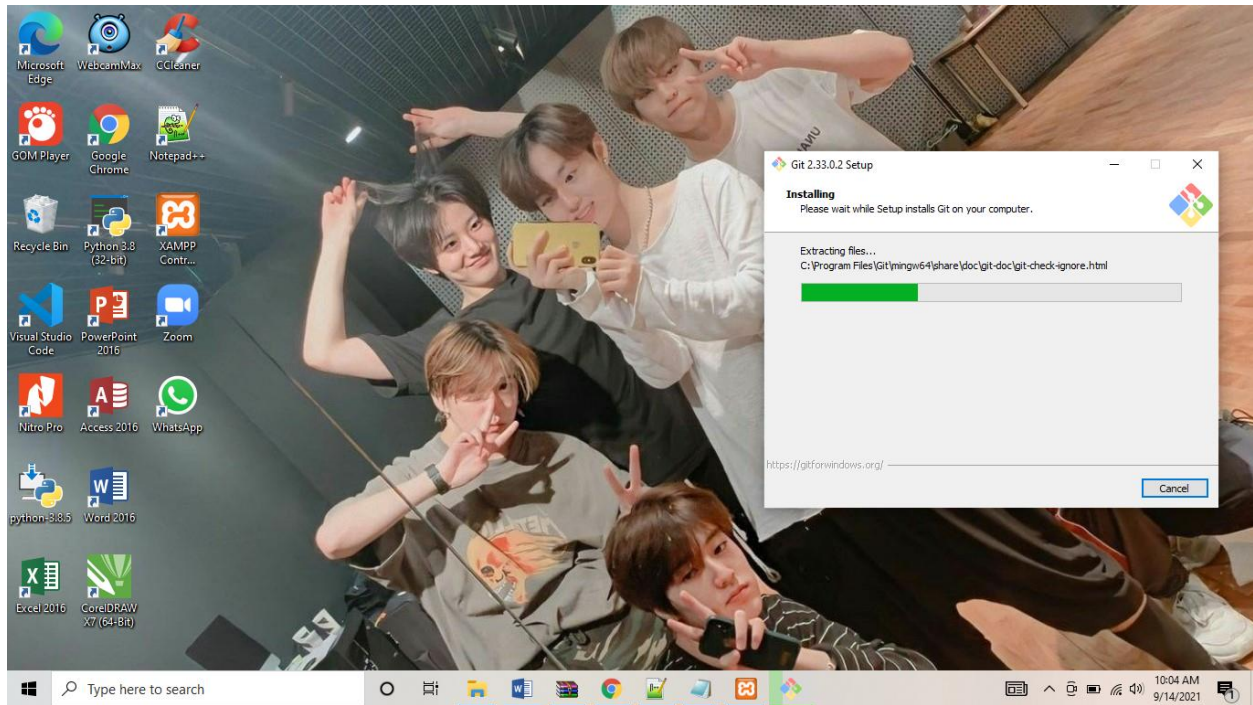 Microsoft
Edge
WebcamMax
CCleaner
GOM Player
Google
Chrome
Notepad++
Recycle Bin
Python 3.8
(32-bit)
XAMPP
Contr...
Visual Studio
Code
PowerPoint
2016
Zoom
Nitro Pro
Access 2016
WhatsApp
python-3.8.5
Word 2016
Excel 2016
CorelDRAW
X7 (64-Bit)
Git 2.33.0.2 Setup
Installing
Please wait while Setup installs Git on your computer.
Extracting files...
C:\Program Files\Git\mingw64\share\doc\git-doc\git-check-ignore.html
https://gitforwindows.org/
Cancel
Type here to search
10:04 AM
9/14/2021
1